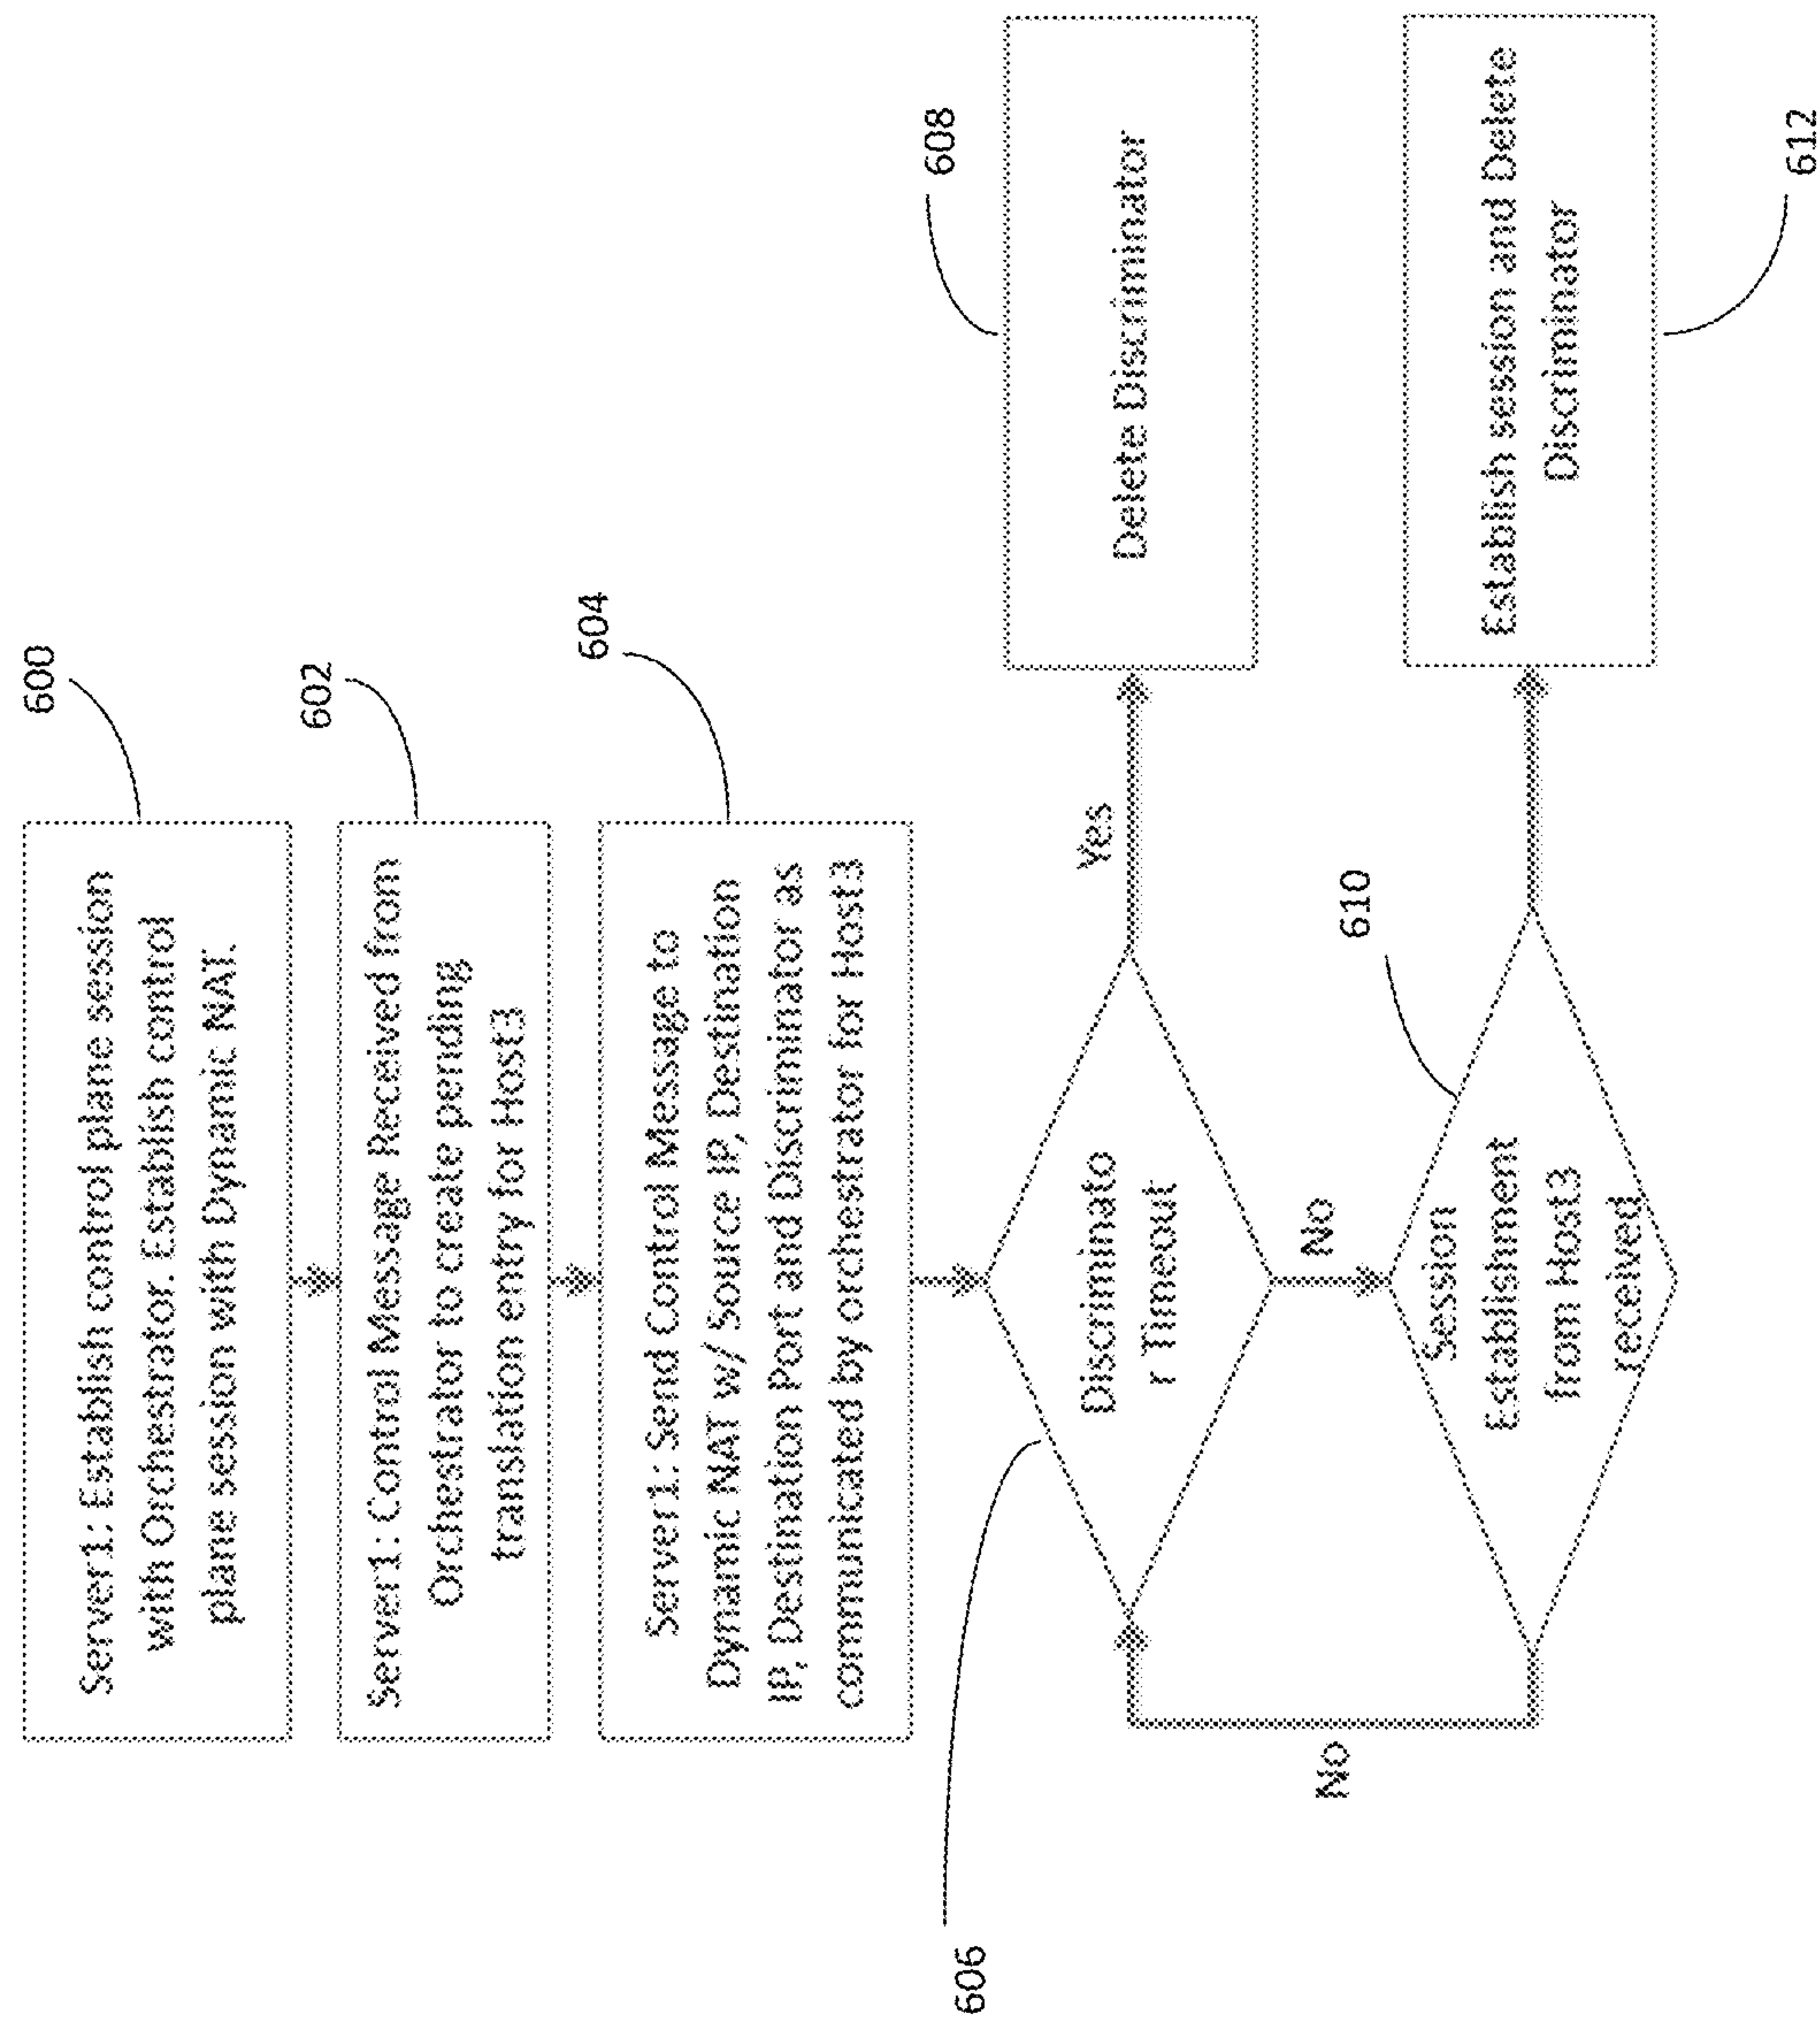 600
Server1: Establish control plane session
with Orchestrator. Establish control
plane session with Dynamic NAT.
602
Server1: Control Message Received from
Orchestrator to create pending
translation entry for Host3
604
Server1: Send Control Message to
Dynamic NAT w/ Source IP, Destination
IP, Destination Port and Discriminator as
communicated by orchestrator for Host3
606
Discriminato
r Timeout
Yes
608
Delete Discriminator
No
610
Session
Establishment
from Host3
received
No
612
Establish session and Delete
Discriminator